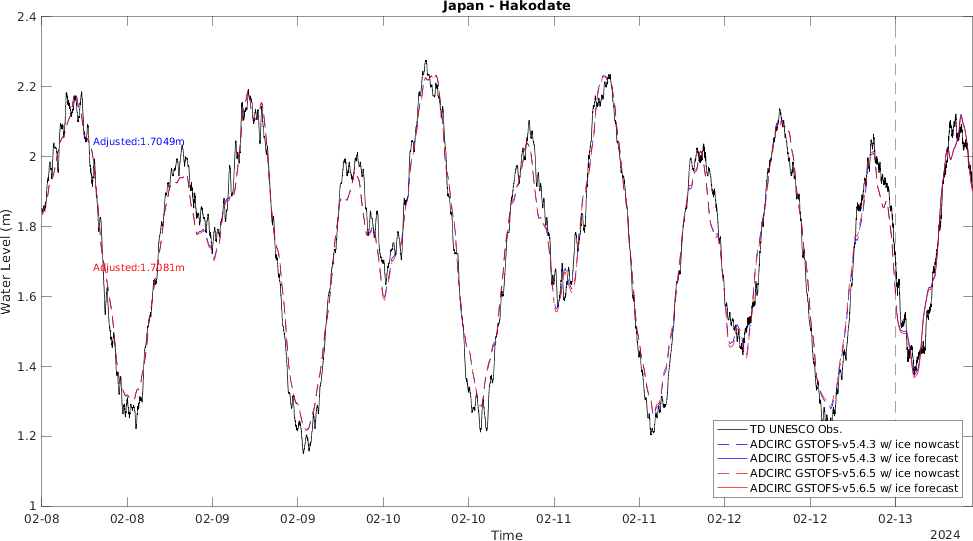 Japan - Hakodate
2.4
2.2
2
1.8
1.6
1.4
1.2
1
Water Level (m)
Adjusted:1.7049m
Adjusted:1.7081m
TD UNESCO Obs.
ADCIRC GSTOFS-v5.4.3 w/ ice nowcast
ADCIRC GSTOFS-v5.4.3 w/ ice forecast
ADCIRC GSTOFS-v5.6.5 w/ ice nowcast
ADCIRC GSTOFS-v5.6.5 w/ ice forecast
02-08 02-08 02-09 02-09 02-10 02-10 02-11 02-11 02-12 02-12 02-13
Time
2024